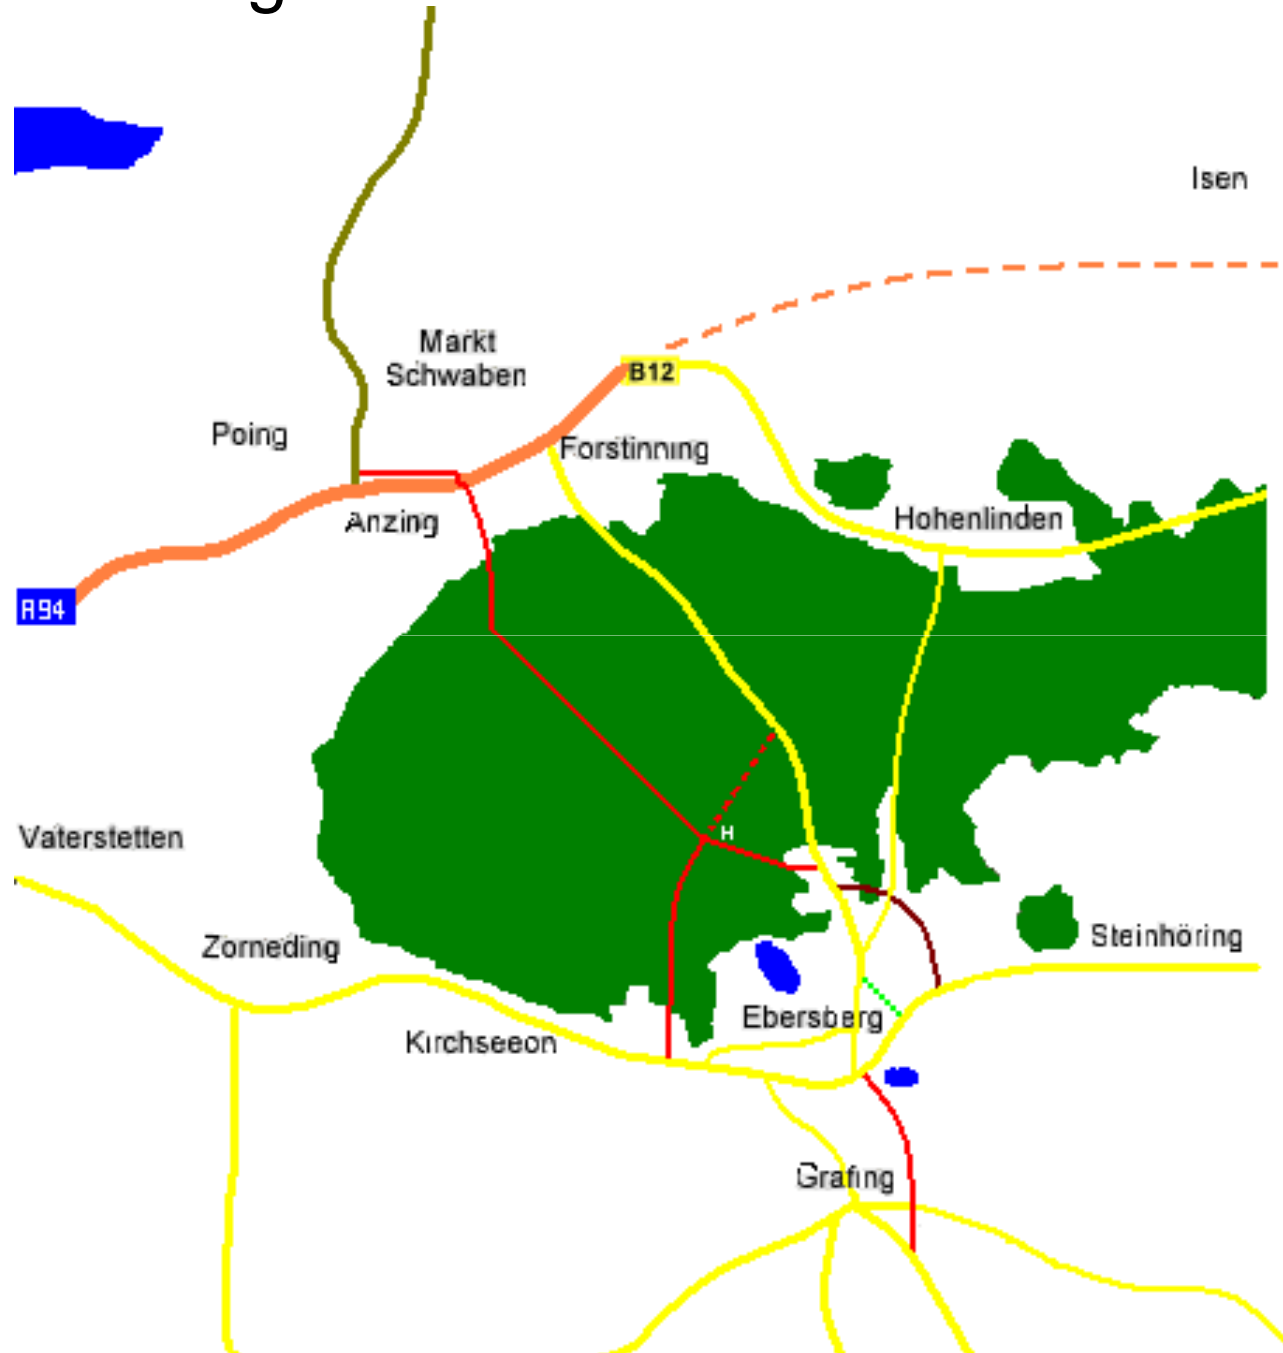 g
Isen
Markt
Schwaben
B12
Poing
Forstinning
Anzing
Hohenlinden
A94
H
Vaterstetten
Zorneding
Steinhöring
Ebersberg
Kirchseeon
Grafing